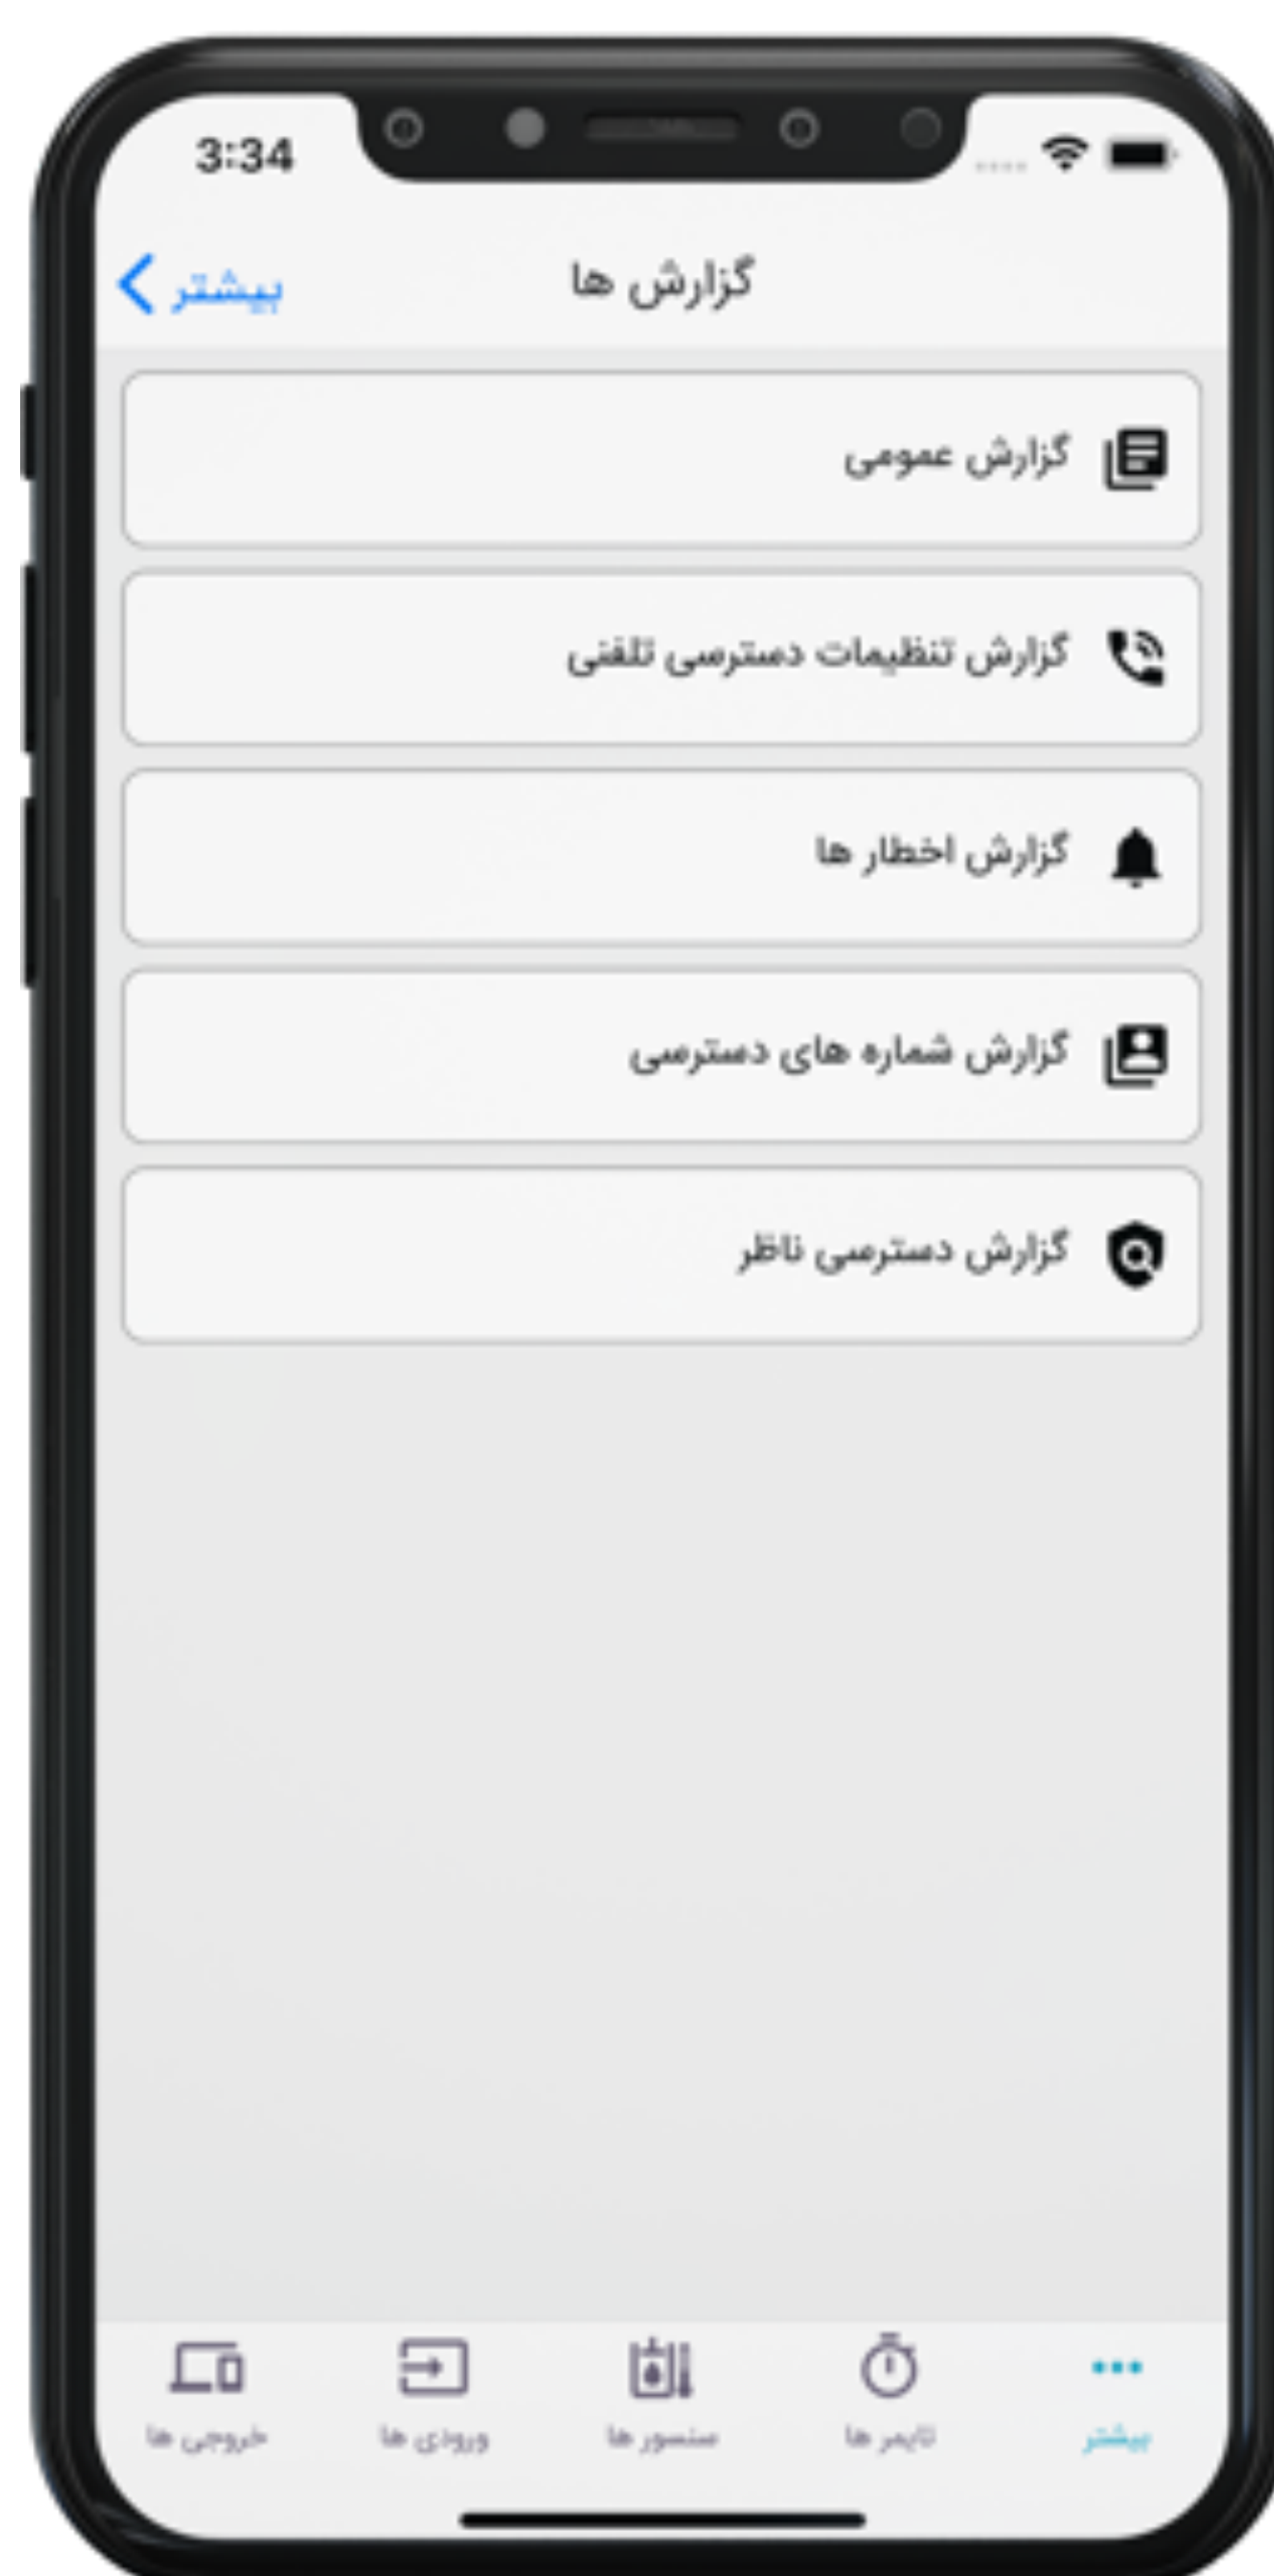 3:34
بیشتر
گزارش ها
گزارش عمومی
گزارش تنظیمات دسترسی تلفنی
گزارش اخطار ها
گزارش شماره های دسترسی
گزارش دسترسی ناظر
بیشتر
تایمر ها
سنسور ها
ورودی ها
خروجی ها